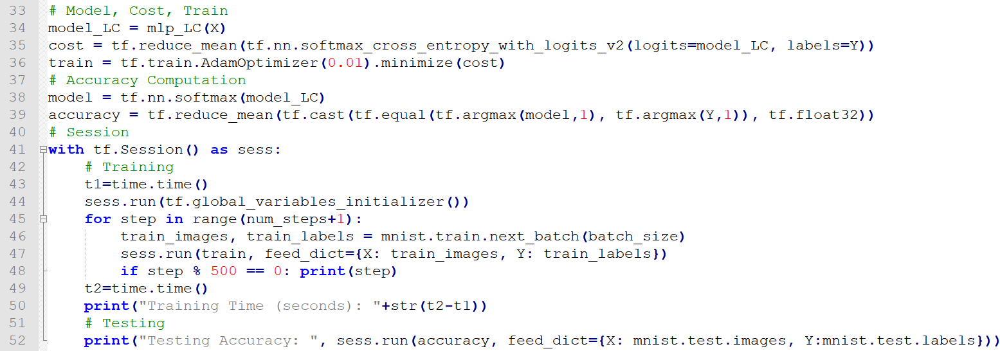 33 # Model, Cost, Train
34 model_LC = mlp_LC(X)
35 cost = tf.reduce_mean(tf.nn.softmax_cross_entropy_with_logits_v2(logits=model_LC, labels=Y))
36 train = tf.train.AdamOptimizer(0.01).minimize(cost)
37 # Accuracy Computation
38 model = tf.nn.softmax(model_LC)
39 accuracy = tf.reduce_mean(tf.cast(tf.equal(tf.argmax(model,1), tf.argmax(Y,1)), tf.float32))
40 # Session
41 with tf.Session() as sess:
42     # Training
43     t1=time.time()
44     sess.run(tf.global_variables_initializer())
45     for step in range(num_steps+1):
46         train_images, train_labels = mnist.train.next_batch(batch_size)
47         sess.run(train, feed_dict={X: train_images, Y: train_labels})
48         if step % 500 == 0: print(step)
49     t2=time.time()
50     print("Training Time (seconds): "+str(t2-t1))
51     # Testing
52     print("Testing Accuracy: ", sess.run(accuracy, feed_dict={X: mnist.test.images, Y:mnist.test.labels}))